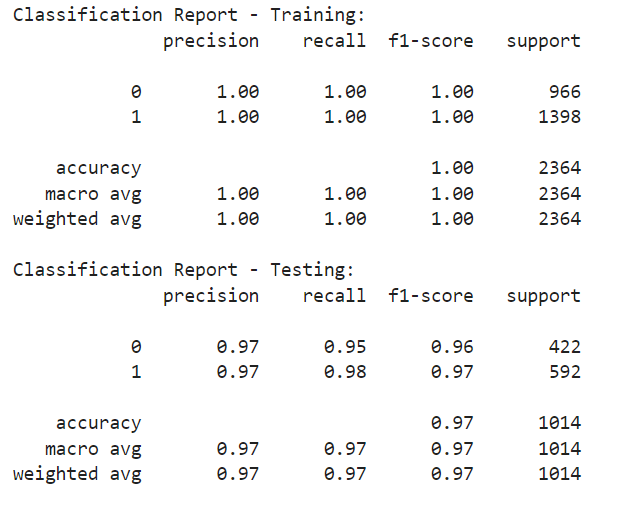 Classification Report - Training:
precision recall f1-score support
0 1.00 1.00 1.00 966
1 1.00 1.00 1.00 1398
accuracy 1.00 2364
macro avg 1.00 1.00 1.00 2364
weighted avg 1.00 1.00 1.00 2364
Classification Report - Testing:
precision recall f1-score support
0 0.97 0.95 0.96 422
1 0.97 0.98 0.97 592
accuracy 0.97 1014
macro avg 0.97 0.97 0.97 1014
weighted avg 0.97 0.97 0.97 1014